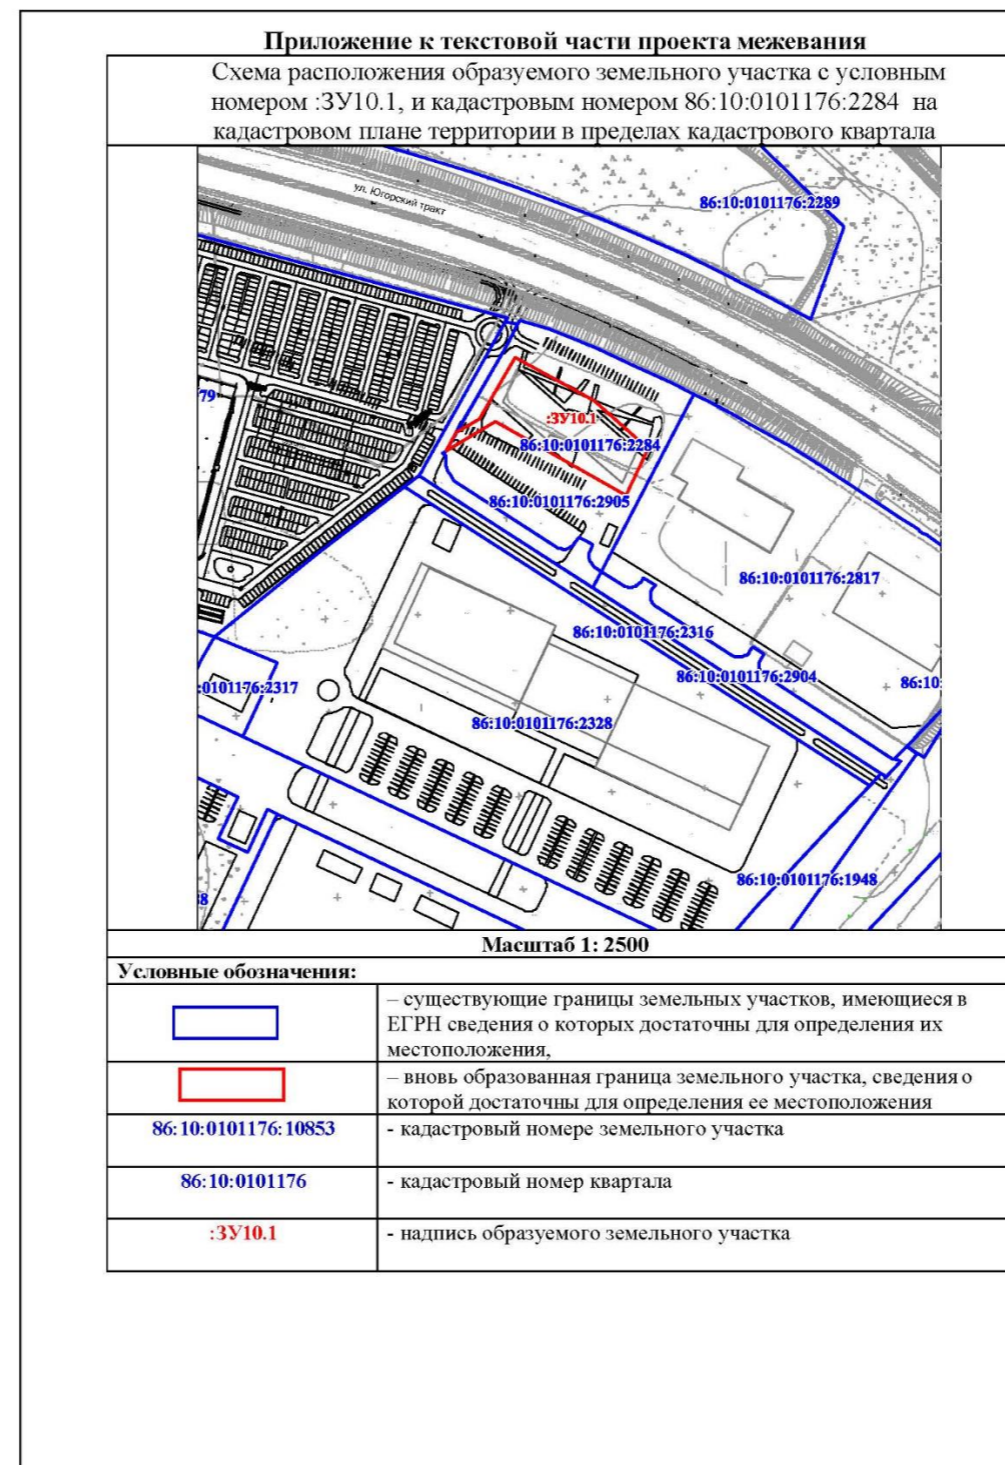 Приложение к текстовой части проекта межевания
Схема расположения образуемого земельного участка с условным
номером :ЗУ10.1, и кадастровым номером 86:10:0101176:2284 на
кадастровом плане территории в пределах кадастрового квартала
ул. Югорский тракт
86:10:0101176:2289
79
:ЗУ10.1
86:10:0101176:2284
86:10:0101176:2905
86:10:0101176:2817
86:10:0101176:2316
86:10:0101176:2904
86:10
:0101176:2317
86:10:0101176:2328
86:10:0101176:1948
38
Масштаб 1: 2500
Условные обозначения:
– существующие границы земельных участков, имеющиеся в
ЕГРН сведения о которых достаточны для определения их
местоположения,
– вновь образованная граница земельного участка, сведения о
которой достаточны для определения ее местоположения
86:10:0101176:10853 - кадастровый номере земельного участка
86:10:0101176 - кадастровый номер квартала
:ЗУ10.1 - надпись образуемого земельного участка